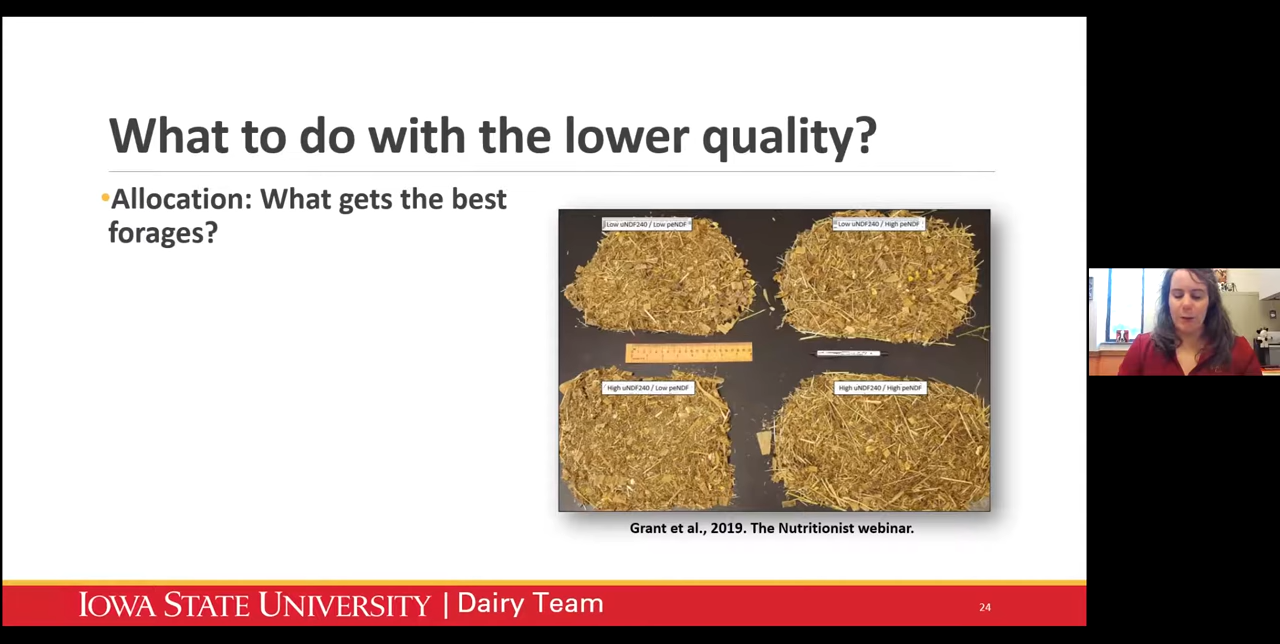 What to do with the lower quality?
•Allocation: What gets the best
forages?
Low uNDF240 / Low peNDF
Low uNDF240 / High peNDF
High uNDF240 / Low peNDF
High uNDF240 / High peNDF
Grant et al., 2019. The Nutritionist webinar.
IOWA STATE UNIVERSITY | Dairy Team
24